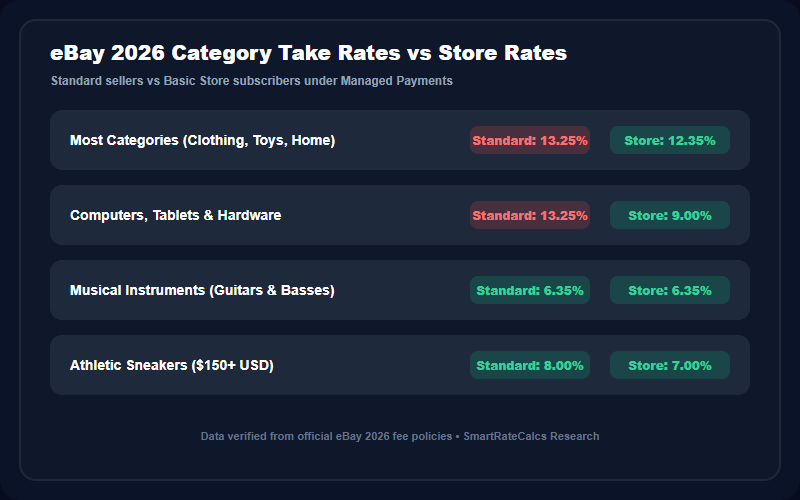 eBay 2026 Category Take Rates vs Store Rates
Standard sellers vs Basic Store subscribers under Managed Payments
Most Categories (Clothing, Toys, Home) Standard: 13.25% Store: 12.35%
Computers, Tablets & Hardware Standard: 13.25% Store: 9.00%
Musical Instruments (Guitars & Basses) Standard: 6.35% Store: 6.35%
Athletic Sneakers ($150+ USD) Standard: 8.00% Store: 7.00%
Data verified from official eBay 2026 fee policies • SmartRateCalcs Research